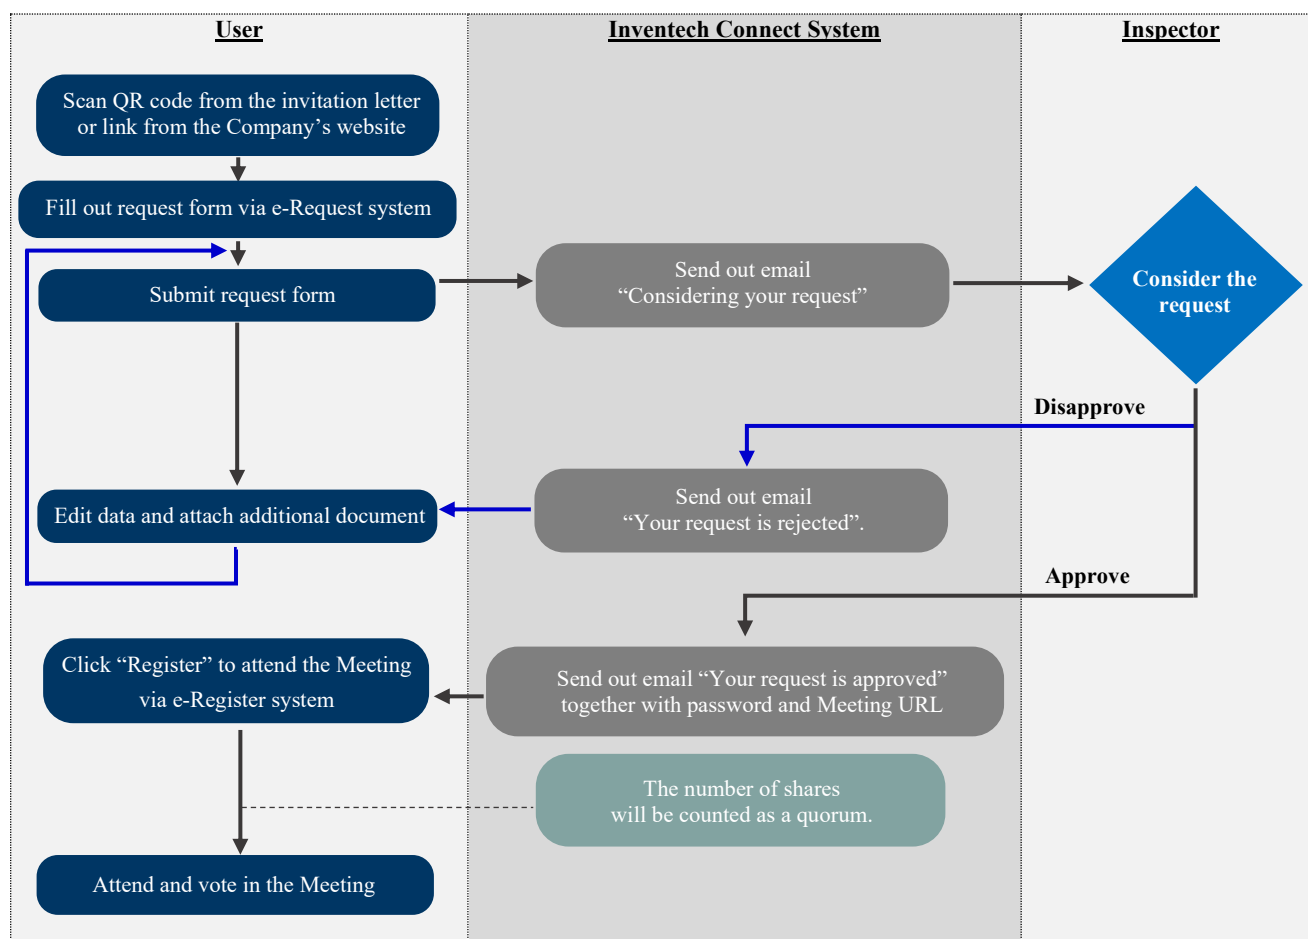 User
Inventech Connect System
Inspector
Scan QR code from the invitation letter
or link from the Company’s website
Fill out request form via e-Request system
Submit request form
Send out email
“Considering your request”
Consider the
request
Disapprove
Send out email
“Your request is rejected”.
Edit data and attach additional document
Approve
Click “Register” to attend the Meeting
via e-Register system
Send out email “Your request is approved”
together with password and Meeting URL
The number of shares
will be counted as a quorum.
Attend and vote in the Meeting